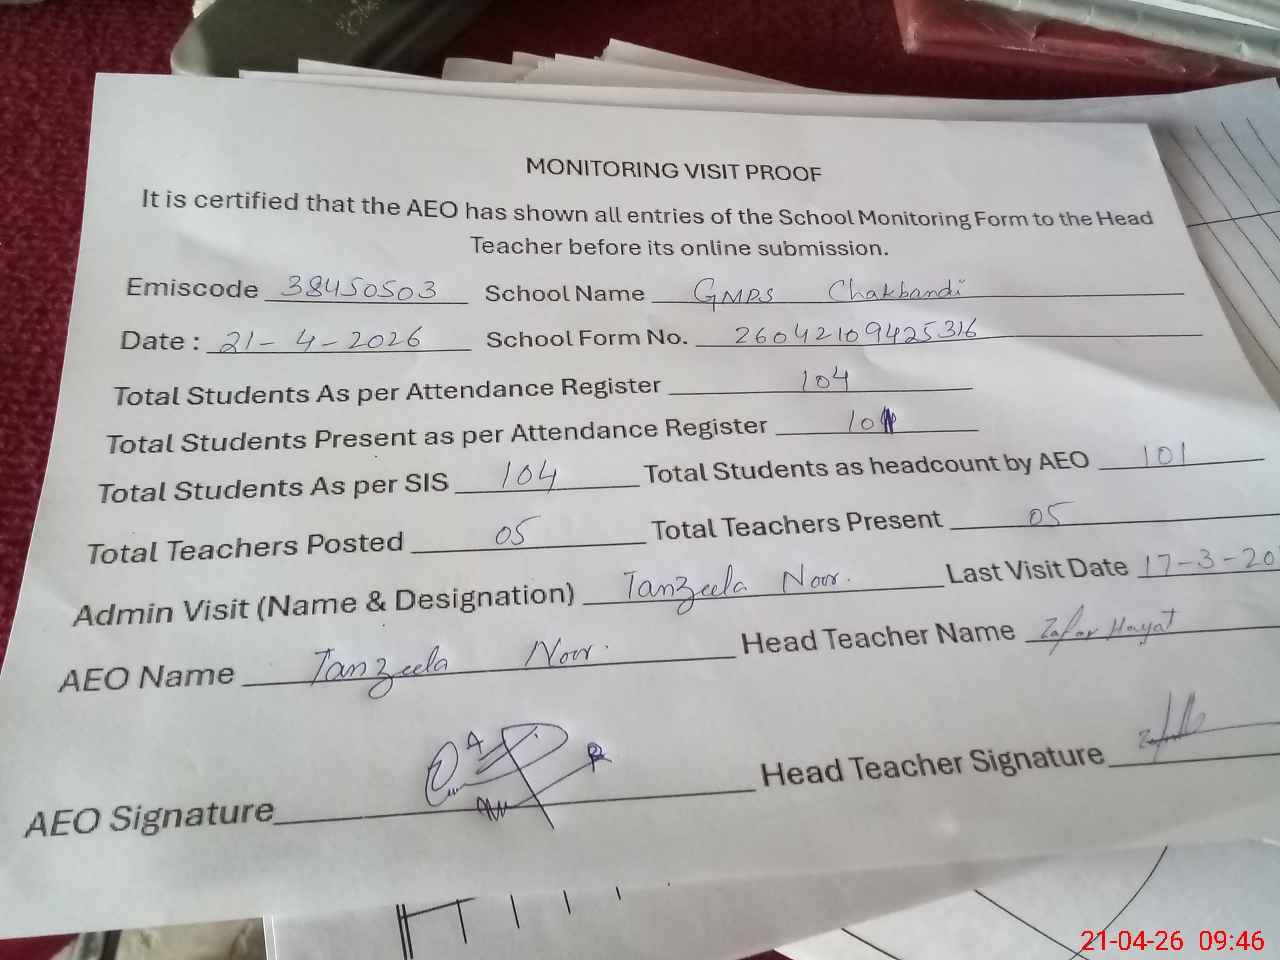 MONITORING VISIT PROOF
It is certified that the AEO has shown all entries of the School Monitoring Form to the Head
Teacher before its online submission.
Emiscode 38450503 School Name GMPS Chakbandi
Date : 21-4-2026 School Form No. 26042109425316
Total Students As per Attendance Register 104
Total Students Present as per Attendance Register 101
Total Students As per SIS 104 Total Students as headcount by AEO 101
Total Teachers Posted 05 Total Teachers Present 05
Admin Visit (Name & Designation) Tanzeela Noor. Last Visit Date 17-3-20
AEO Name Tanzeela Noor. Head Teacher Name Zafar Hayat
AEO Signature Head Teacher Signature
21-04-26 09:46